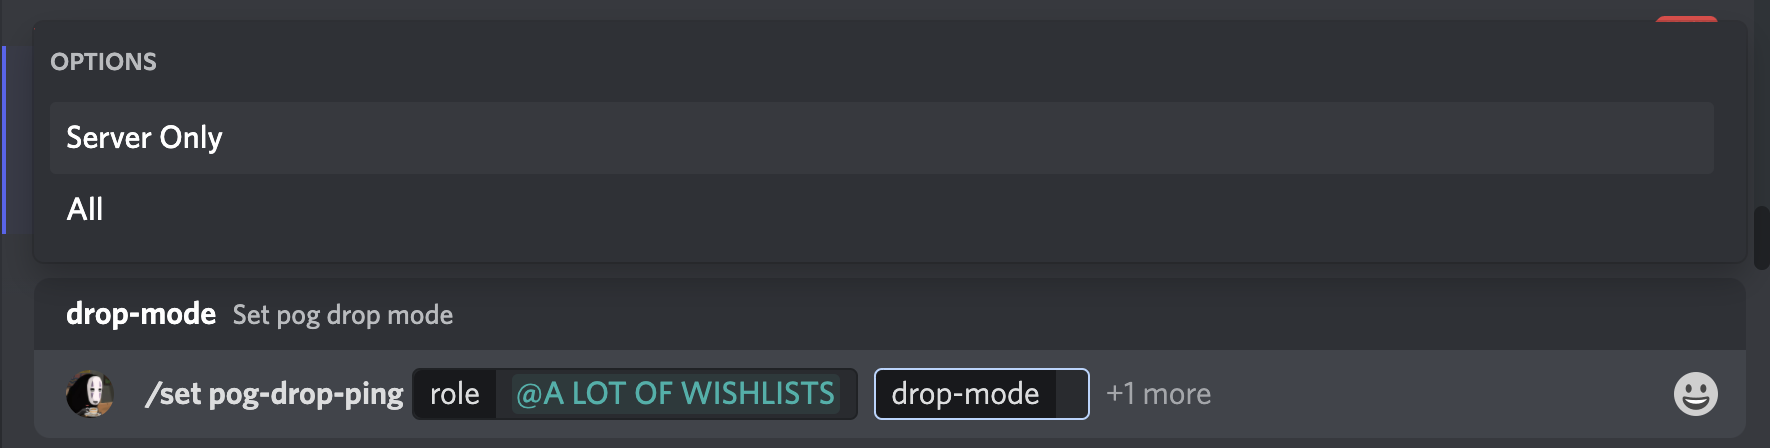 OPTIONS
Server Only
All
drop-mode Set pog drop mode
/set pog-drop-ping role @A LOT OF WISHLISTS drop-mode +1 more